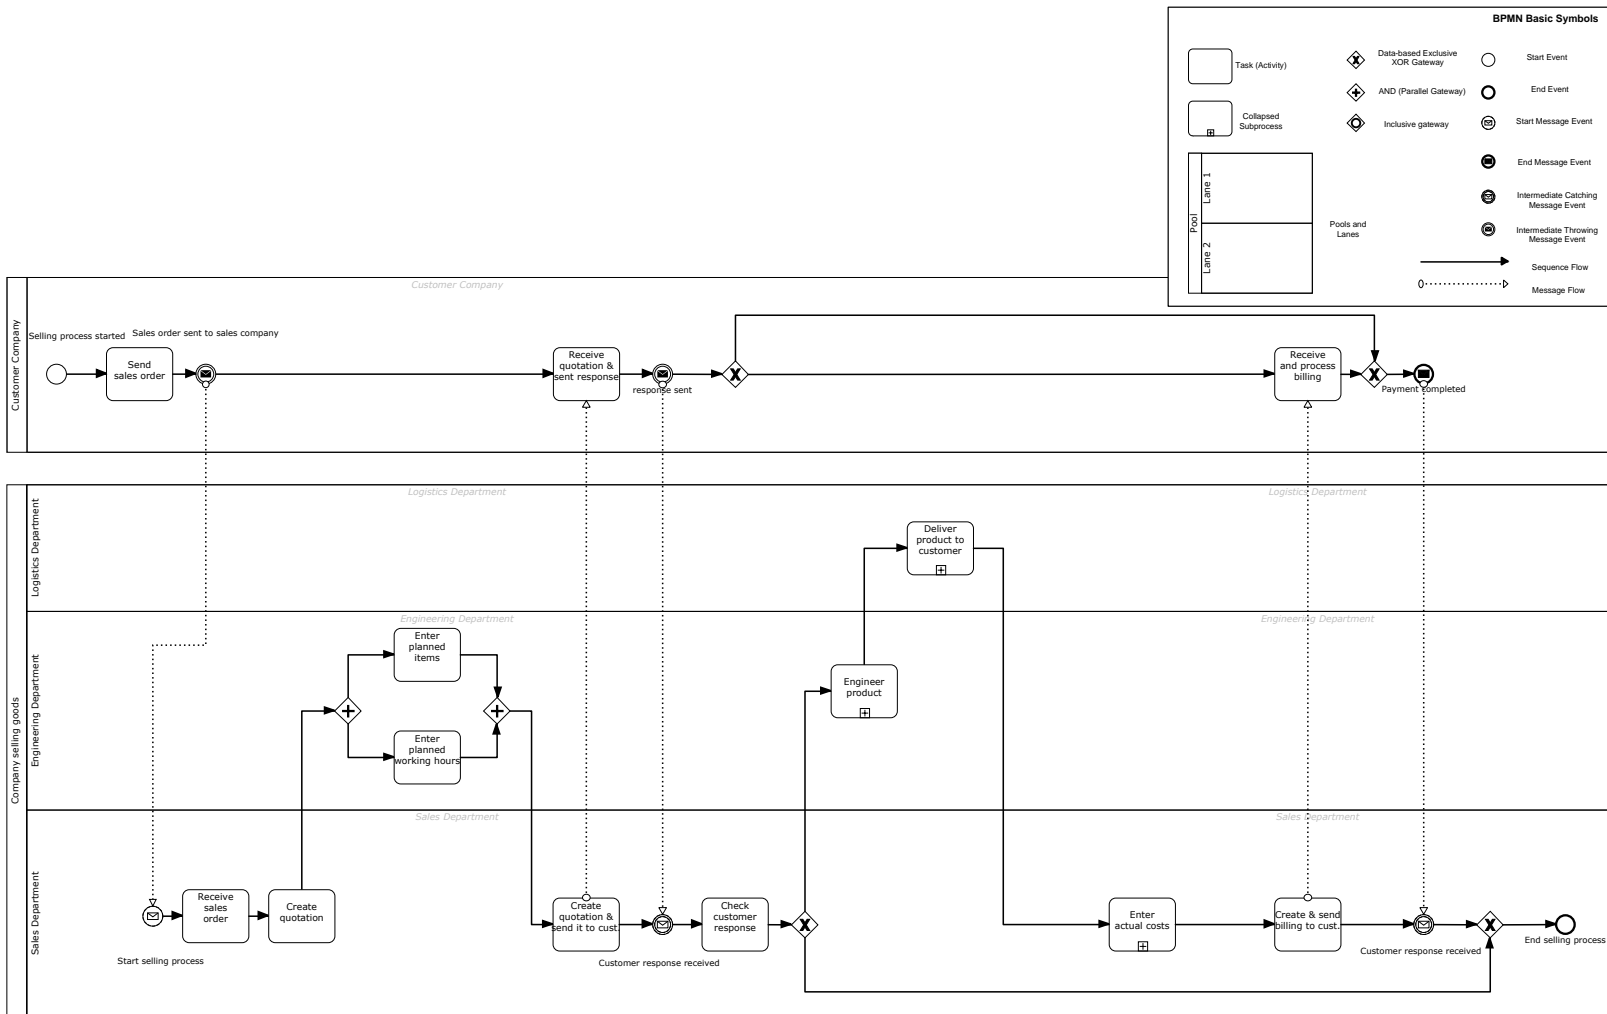 BPMN Basic Symbols
Task (Activity)
Data-based Exclusive
XOR Gateway
Start Event
AND (Parallel Gateway)
End Event
Collapsed
Subprocess
Inclusive gateway
Start Message Event
End Message Event
Pool
Lane 1
Lane 2
Pools and
Lanes
Intermediate Catching
Message Event
Intermediate Throwing
Message Event
Sequence Flow
Message Flow
Customer Company
Customer Company
Selling process started
Send
sales order
Sales order sent to sales company
Receive
quotation &
sent response
response sent
Receive
and process
billing
Payment completed
Company selling goods
Logistics Department
Logistics Department
Logistics Department
Deliver
product to
customer
Engineering Department
Engineering Department
Engineering Department
Enter
planned
items
Enter
planned
working hours
Engineer
product
Sales Department
Sales Department
Sales Department
Start selling process
Receive
sales
order
Create
quotation
Create
quotation &
send it to cust.
Customer response received
Check
customer
response
Enter
actual costs
Create & send
billing to cust.
Customer response received
End selling process